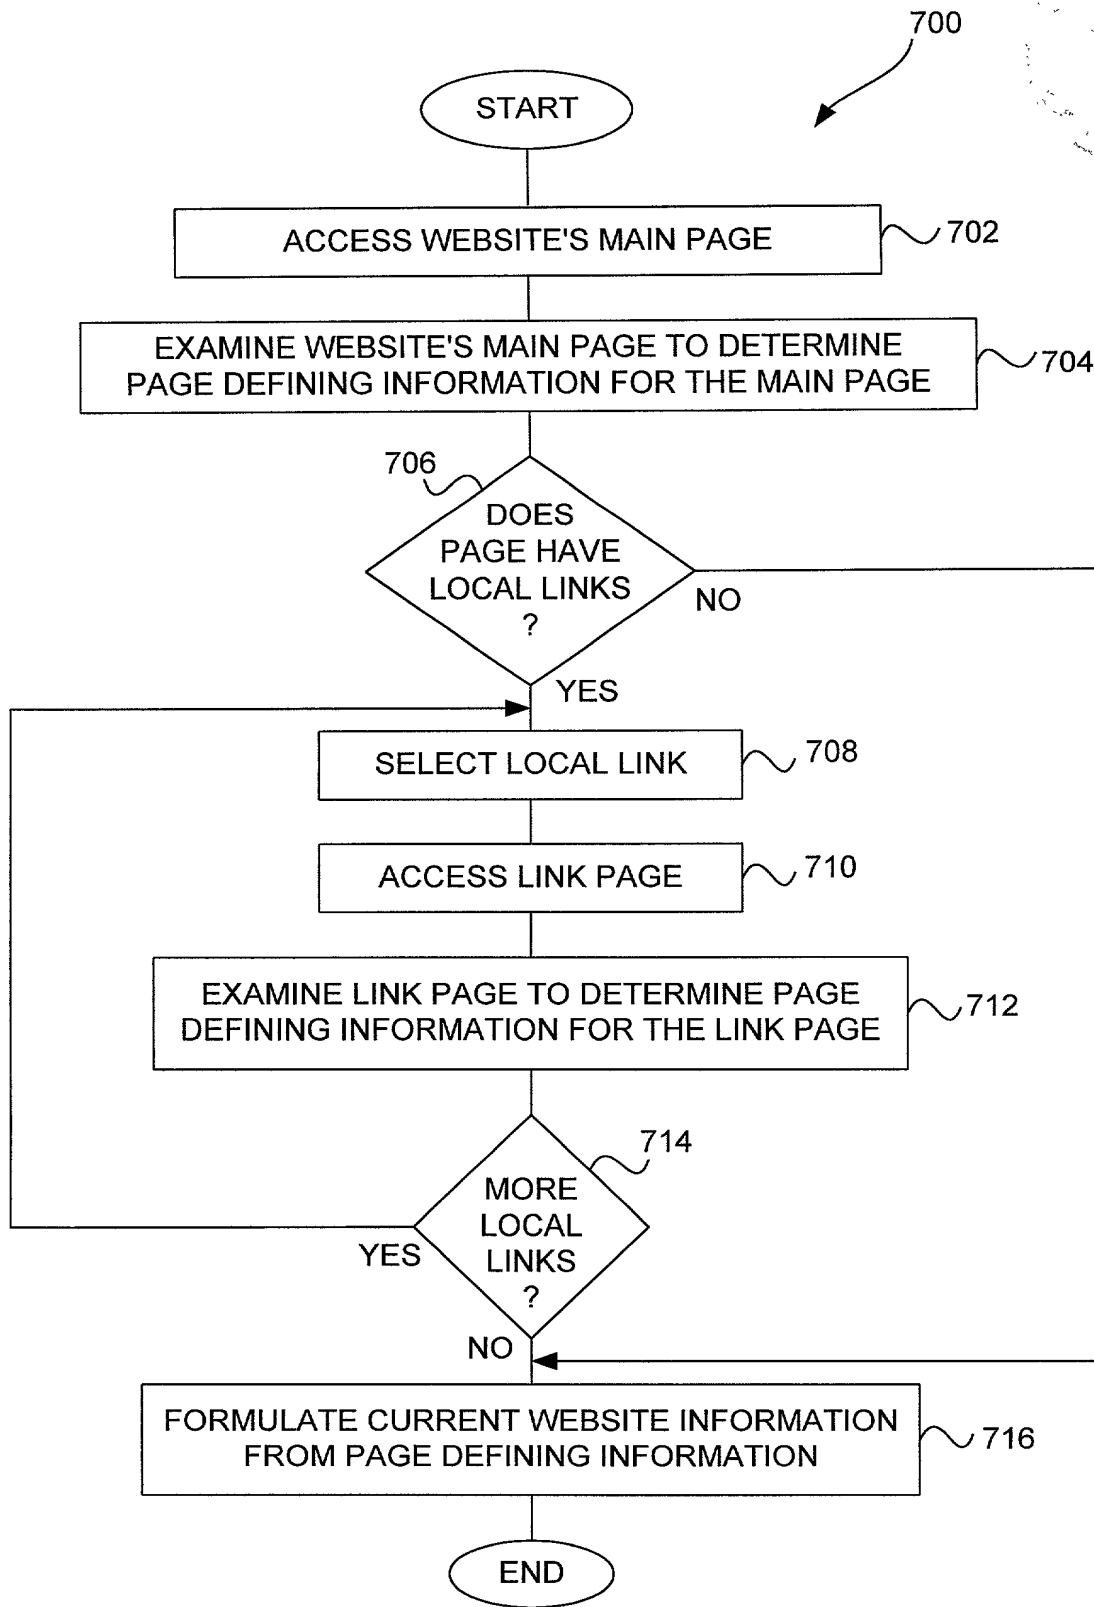 700
START
ACCESS WEBSITE'S MAIN PAGE
702
EXAMINE WEBSITE'S MAIN PAGE TO DETERMINE
PAGE DEFINING INFORMATION FOR THE MAIN PAGE
704
706
DOES
PAGE HAVE
LOCAL LINKS
?
NO
YES
SELECT LOCAL LINK
708
ACCESS LINK PAGE
710
EXAMINE LINK PAGE TO DETERMINE PAGE
DEFINING INFORMATION FOR THE LINK PAGE
712
714
MORE
LOCAL
LINKS
?
YES
NO
FORMULATE CURRENT WEBSITE INFORMATION
FROM PAGE DEFINING INFORMATION
716
END